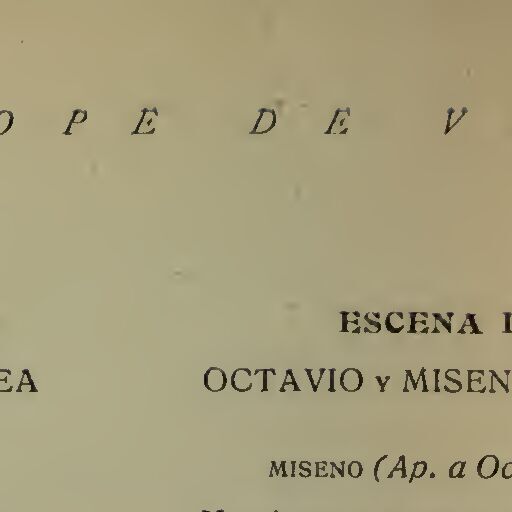 O P E D E V
ESCENA I
EA
OCTAVIO Y MISEN
MISENO (Ap. a Oc